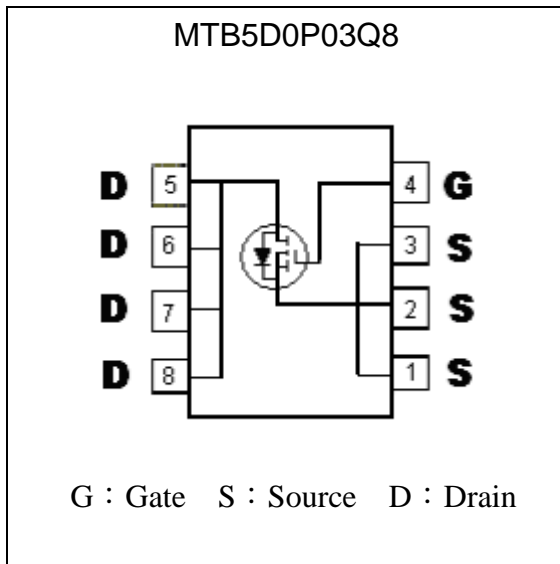 MTB5D0P03Q8
D 5 4 G
D 6 3 S
D 7 2 S
D 8 1 S
G：Gate S：Source D：Drain